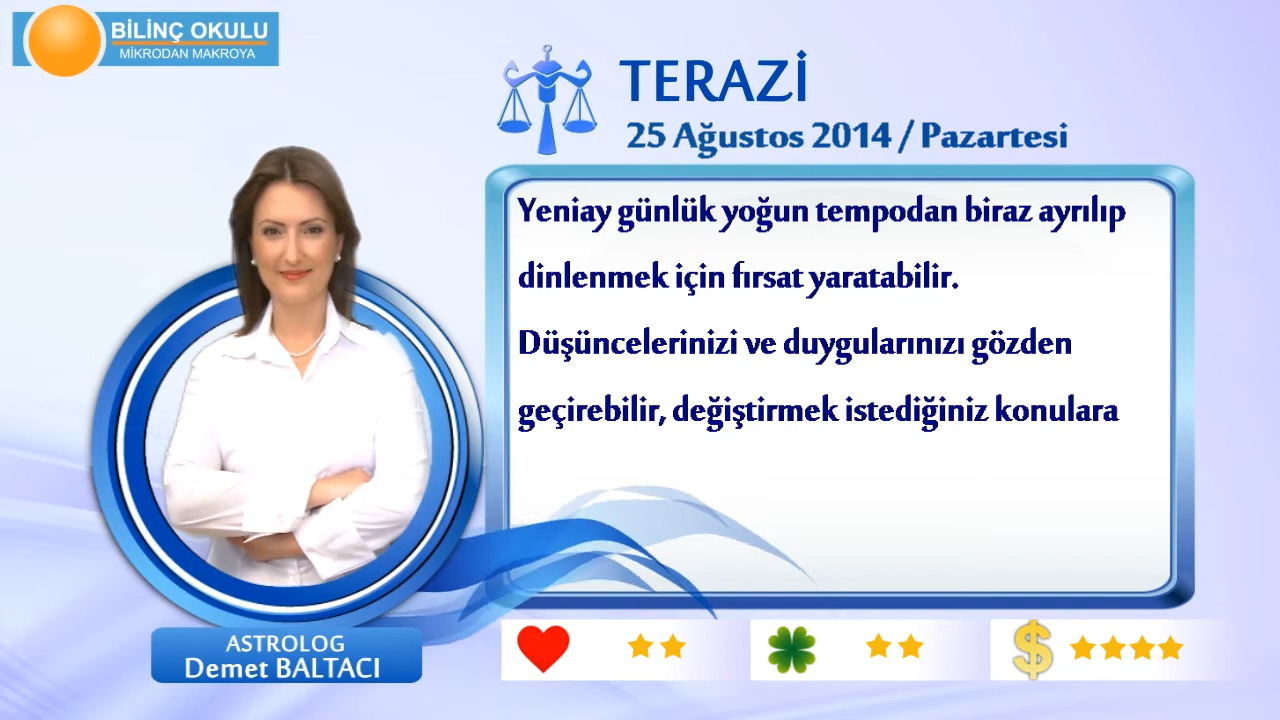 BİLİNÇ OKULU
MİKRODAN MAKROYA
TERAZİ
25 Ağustos 2014 / Pazartesi
Yeniay günlük yoğun tempodan biraz ayrılıp
dinlenmek için fırsat yaratabilir.
Düşüncelerinizi ve duygularınızı gözden
geçirebilir, değiştirmek istediğiniz konulara
ASTROLOG
Demet BALTACI
$